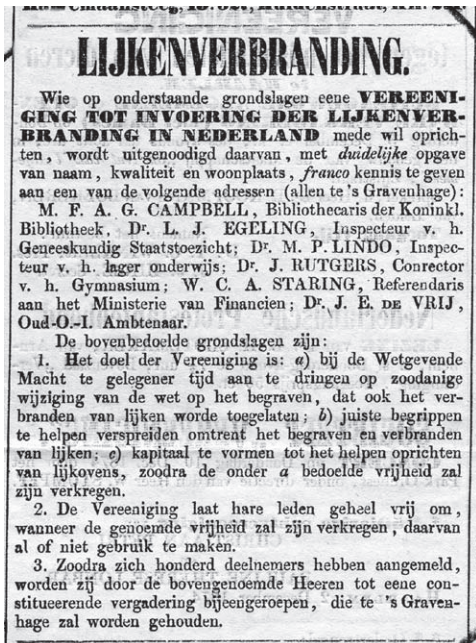 LIJKENVERBRANDING.
Wie op onderstaande grondslagen eene VEREENI-
GING TOT INVOERING DER LIJKENVER-
BRANDING IN NEDERLAND mede wil oprich-
ten, wordt uitgenoodigd daarvan, met duidelijke opgave
van naam, kwaliteit en woonplaats, franco kennis te geven
aan een van de volgende adressen (allen te 's Gravenhage):
M. F. A. G. CAMPBELL, Bibliothecaris der Koninkl.
Bibliotheek, Dr. L. J. EGELING, Inspecteur v. h.
Geneeskundig Staatstoezicht; Dr. M. P. LINDO, Inspec-
teur v. h. lager onderwijs; Dr. J. RUTGERS, Conrector
v. h. Gymnasium; W. C. A. STARING, Referendaris
aan het Ministerie van Financien; Dr. J. E. DE VRIJ,
Oud-O.-I. Ambtenaar.
De bovenbedoelde grondslagen zijn:
1. Het doel der Vereeniging is: a) bij de Wetgevende
Macht te gelegener tijd aan te dringen op zoodanige
wijziging van de wet op het begraven, dat ook het ver-
branden van lijken worde toegelaten; b) juiste begrippen
te helpen verspreiden omtrent het begraven en verbranden
van lijken; c) kapitaal te vormen tot het helpen oprichten
van lijkovens, zoodra de onder a bedoelde vrijheid zal
zijn verkregen.
2. De Vereeniging laat hare leden geheel vrij om,
wanneer de genoemde vrijheid zal zijn verkregen, daarvan
al of niet gebruik te maken.
3. Zoodra zich honderd deelnemers hebben aangemeld,
worden zij door de bovengenoemde Heeren tot eene con-
stitueerende vergadering bijeengeroepen, die te 's Graven-
hage zal worden gehouden.